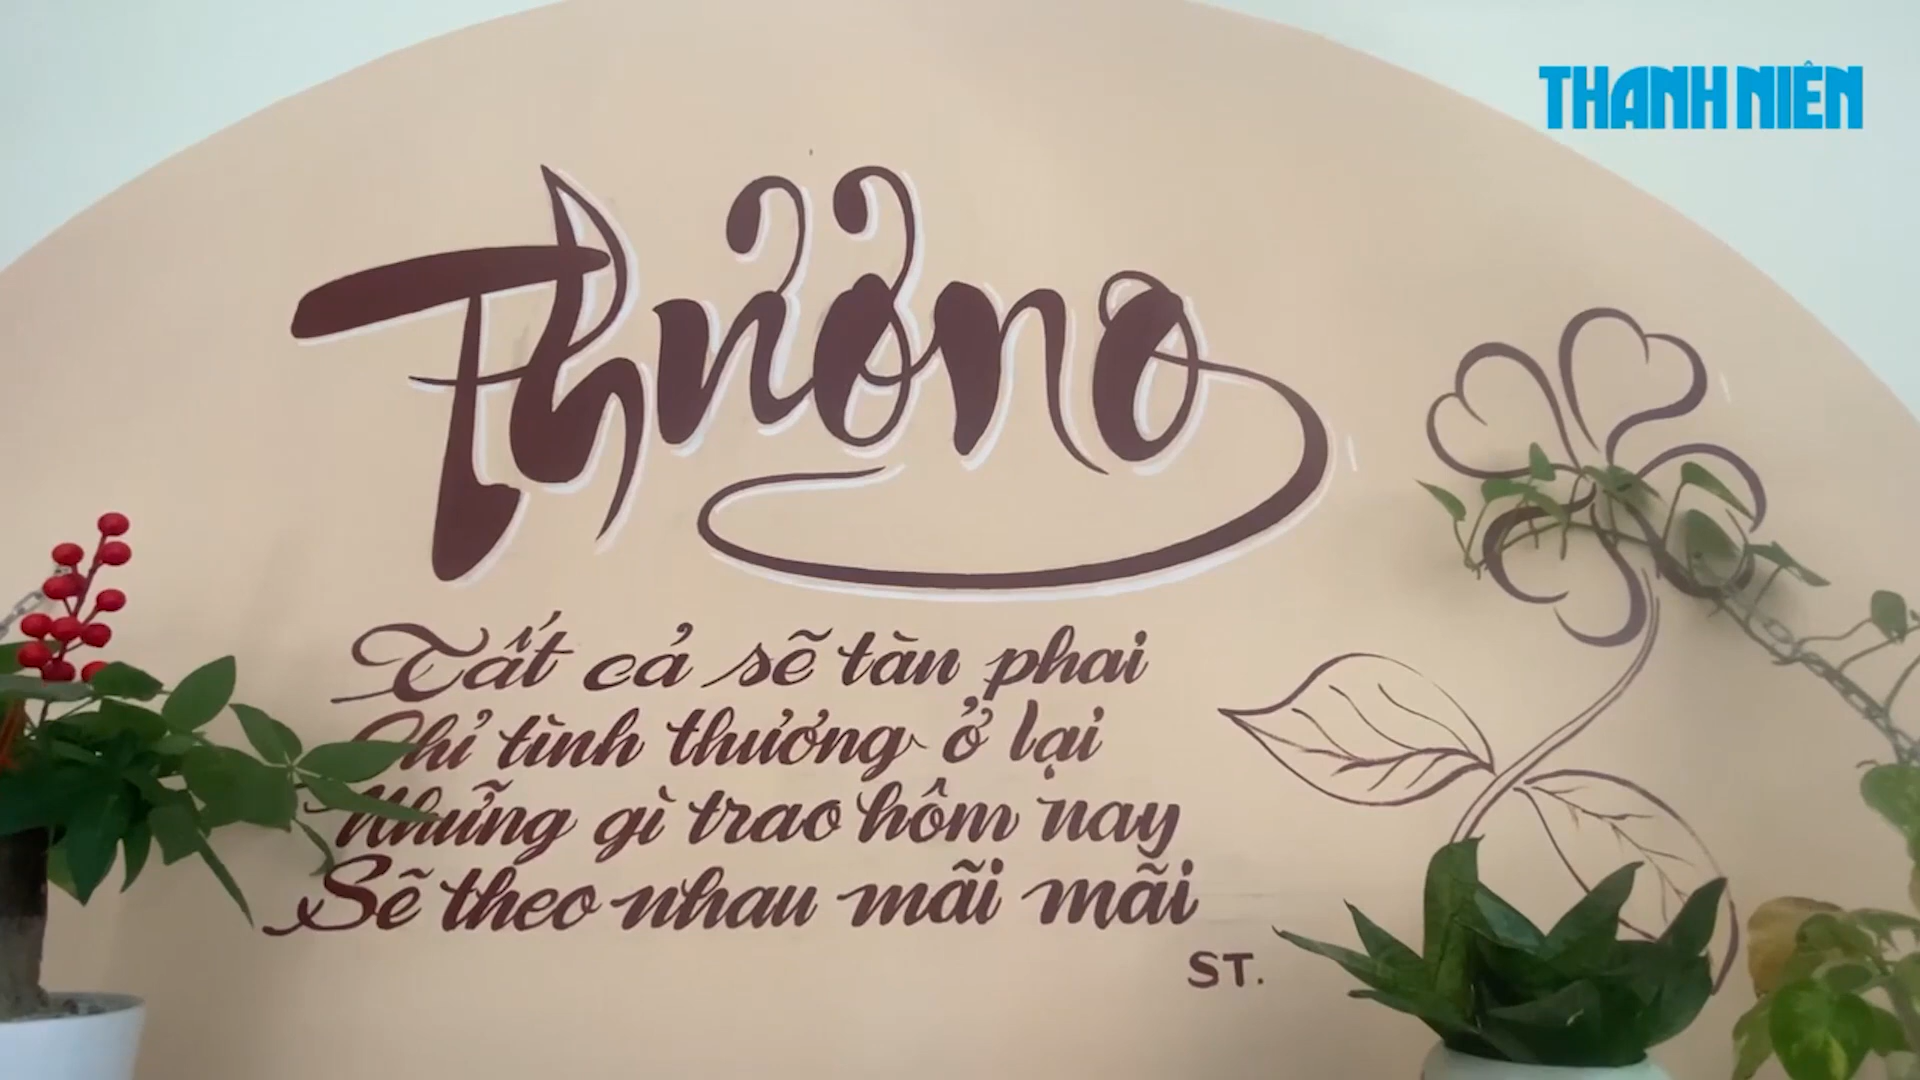 THANH NIÊN
Thương
Tất cả sẽ tàn phai
Chỉ tình thương ở lại
Những gì trao hôm nay
Sẽ theo nhau mãi mãi
ST.